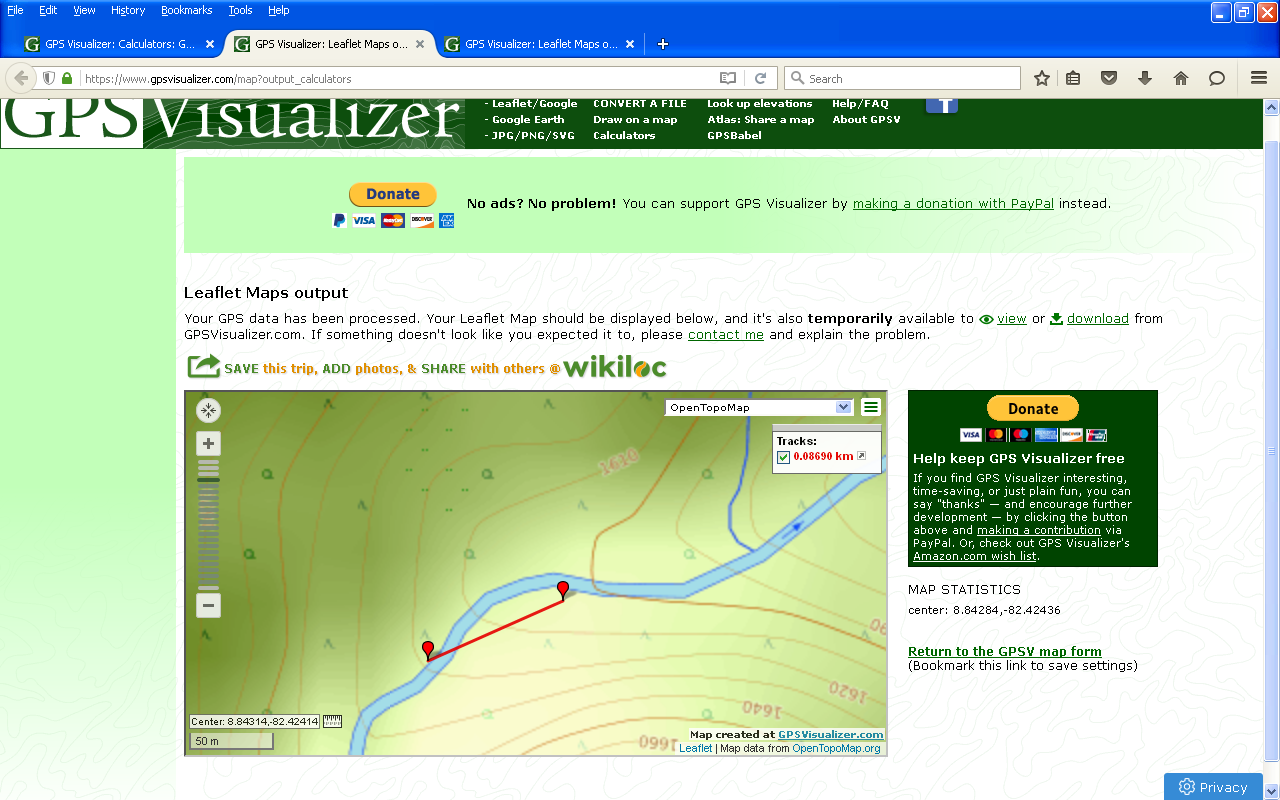 File Edit View History Bookmarks Tools Help
GPS Visualizer: Calculators: G...
GPS Visualizer: Leaflet Maps o...
GPS Visualizer: Leaflet Maps o...
https://www.gpsvisualizer.com/map?output_calculators
Search
GPS Visualizer
- Leaflet/Google CONVERT A FILE Look up elevations Help/FAQ
- Google Earth Draw on a map Atlas: Share a map About GPSV
- JPG/PNG/SVG Calculators GPSBabel
Donate
VISA MasterCard DISCOVER AMEX
No ads? No problem! You can support GPS Visualizer by making a donation with PayPal instead.
Leaflet Maps output
Your GPS data has been processed. Your Leaflet Map should be displayed below, and it's also temporarily available to view or download from
GPSVisualizer.com. If something doesn't look like you expected it to, please contact me and explain the problem.
SAVE this trip, ADD photos, & SHARE with others @ wikiloc
OpenTopoMap
Tracks:
0.08690 km
1610
1620
1640
1660
Center: 8.84314,-82.42414
50 m
Map created at GPSVisualizer.com
Leaflet | Map data from OpenTopoMap.org
Donate
VISA DISCOVER
Help keep GPS Visualizer free
If you find GPS Visualizer interesting,
time-saving, or just plain fun, you can
say "thanks" — and encourage further
development — by clicking the button
above and making a contribution via
PayPal. Or, check out GPS Visualizer's
Amazon.com wish list.
MAP STATISTICS
center: 8.84284,-82.42436
Return to the GPSV map form
(Bookmark this link to save settings)
Privacy